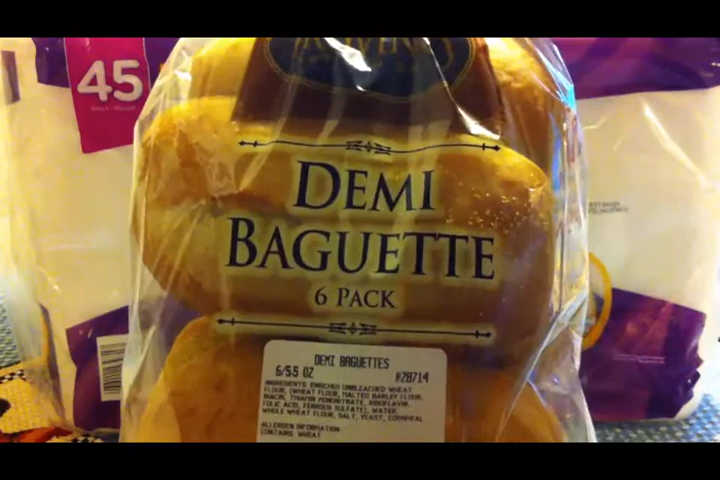 45
DEMI
BAGUETTE
6 PACK
DEMI BAGUETTES
6/5.5 OZ #28714
INGREDIENTS: ENRICHED UNBLEACHED WHEAT
FLOUR, (WHEAT FLOUR, MALTED BARLEY FLOUR,
NIACIN, THIAMIN MONONITRATE, RIBOFLAVIN,
FOLIC ACID, FERROUS SULFATE), WATER,
WHOLE WHEAT FLOUR, SALT, YEAST, CORNMEAL
ALLERGEN INFORMATION:
CONTAINS: WHEAT